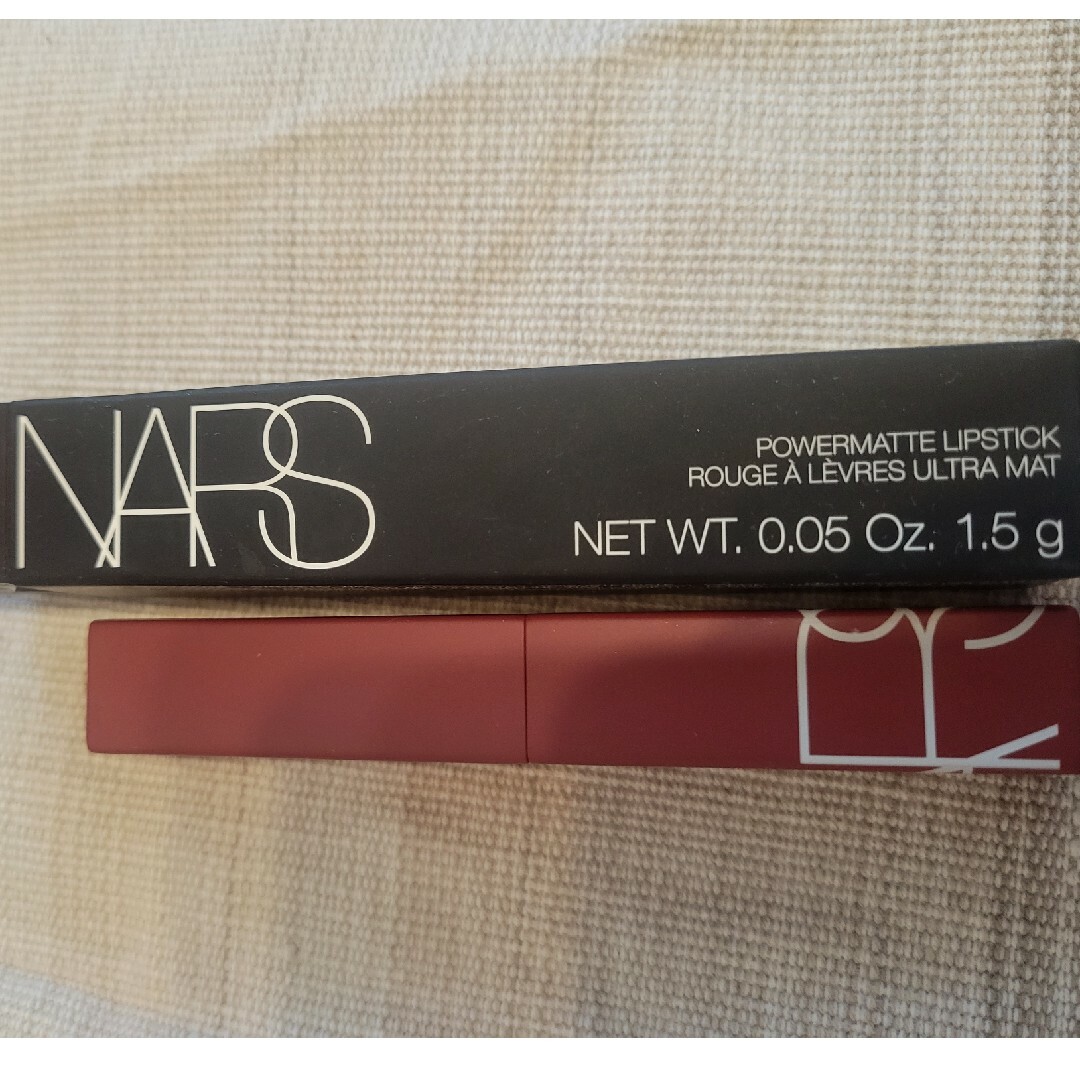 NARS
POWERMATTE LIPSTICK
ROUGE À LÈVRES ULTRA MAT
NET WT. 0.05 Oz. 1.5 g